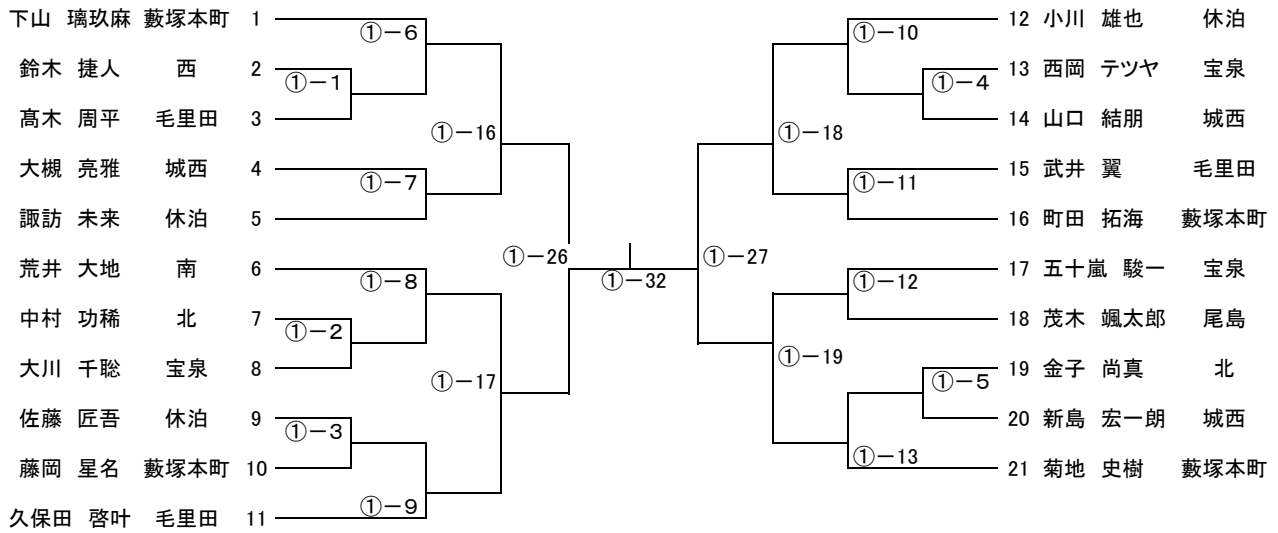 下山 璃玖麻 藪塚本町 1
①－6
鈴木 捷人 西 2
①－1
髙木 周平 毛里田 3
①－16
大槻 亮雅 城西 4
①－7
諏訪 未来 休泊 5
①－26
荒井 大地 南 6
①－8
中村 功稀 北 7
①－2
大川 千聡 宝泉 8
①－17
佐藤 匠吾 休泊 9
①－3
藤岡 星名 藪塚本町 10
①－9
久保田 啓叶 毛里田 11
①－32
12 小川 雄也 休泊
①－10
13 西岡 テツヤ 宝泉
①－4
14 山口 結朋 城西
①－18
15 武井 翼 毛里田
①－11
16 町田 拓海 藪塚本町
①－27
17 五十嵐 駿一 宝泉
①－12
18 茂木 颯太郎 尾島
①－19
19 金子 尚真 北
①－5
20 新島 宏一朗 城西
①－13
21 菊地 史樹 藪塚本町